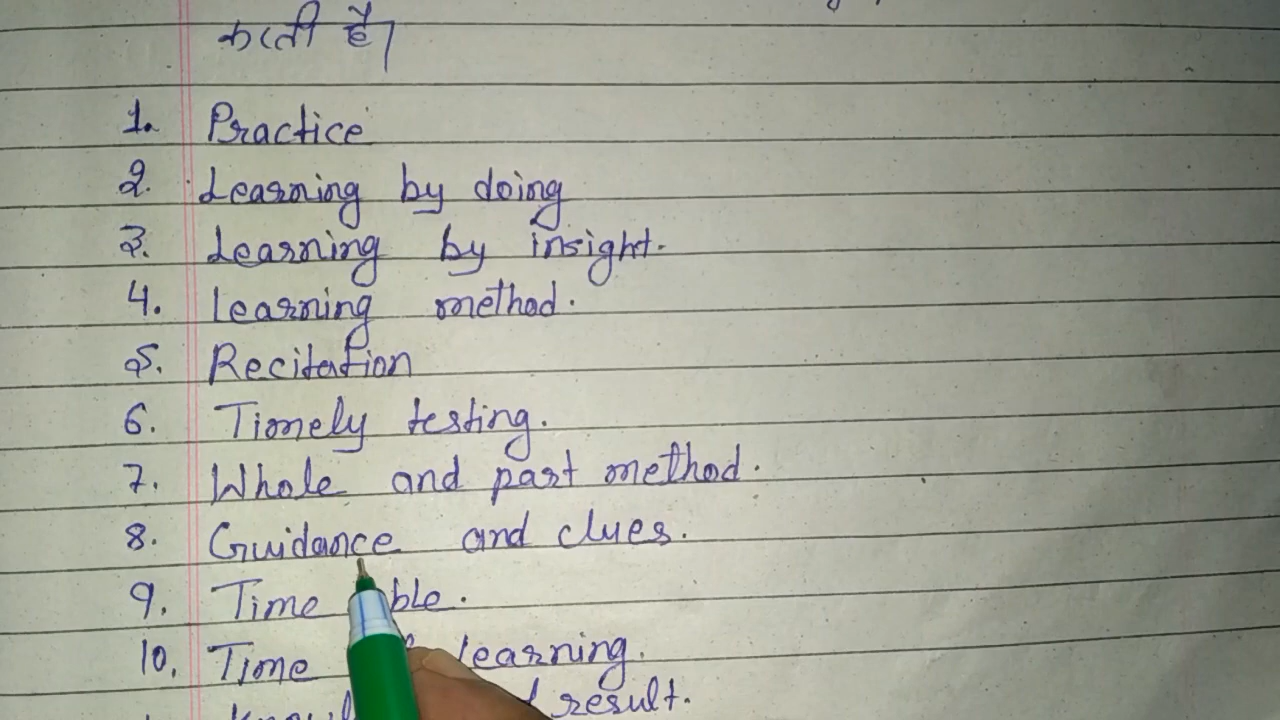 करती है।
1. Practice
2. Learning by doing
3. Learning by insight.
4. Learning method.
5. Recitation
6. Timely testing.
7. Whole and part method.
8. Guidance and clues.
9. Time ble.
10. Time learning.
result.